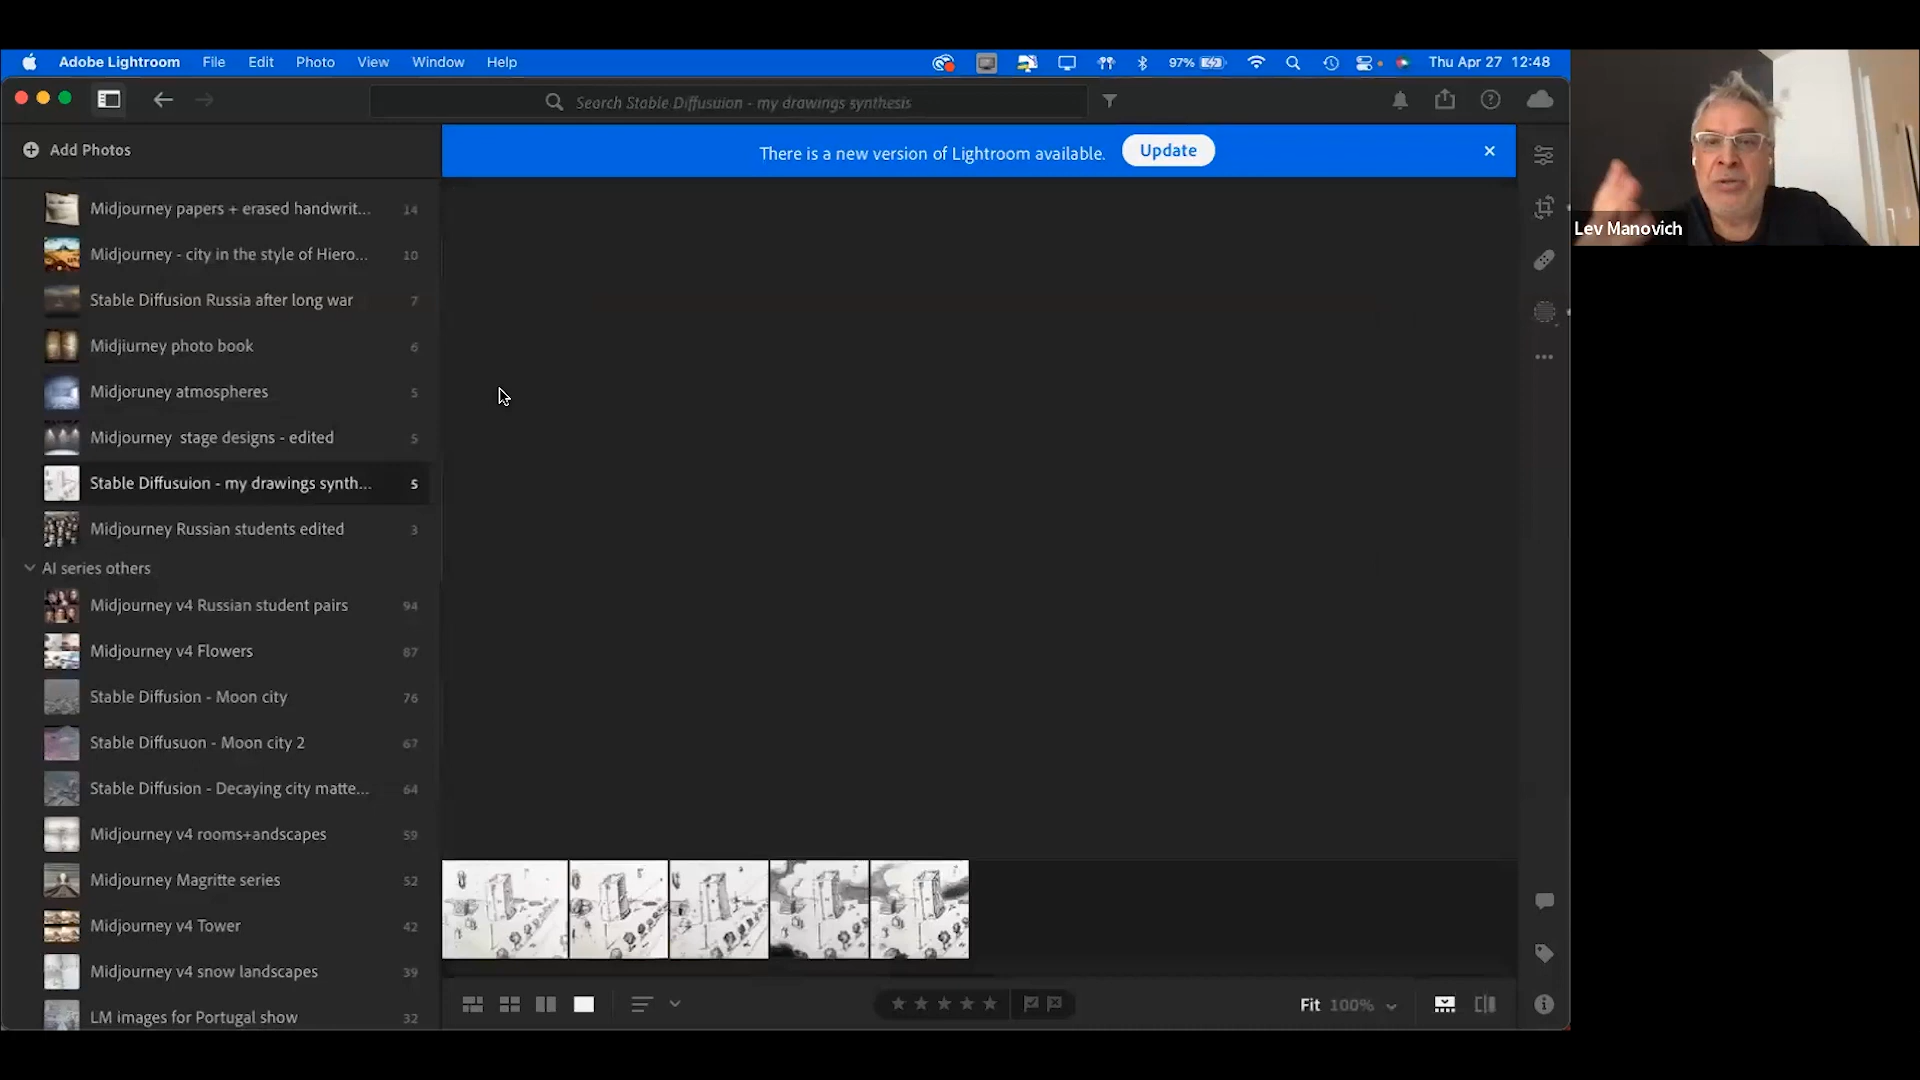 Adobe Lightroom File Edit Photo View Window Help 97% Thu Apr 27 12:48
Search Stable Diffusuion - my drawings synthesis
Add Photos
There is a new version of Lightroom available. Update
Midjourney papers + erased handwrit... 14
Midjourney - city in the style of Hiero... 10
Stable Diffusion Russia after long war 7
Midjiurney photo book 6
Midjoruney atmospheres 5
Midjourney stage designs - edited 5
Stable Diffusuion - my drawings synth... 5
Midjourney Russian students edited 3
AI series others
Midjourney v4 Russian student pairs 94
Midjourney v4 Flowers 87
Stable Diffusion - Moon city 76
Stable Diffusuon - Moon city 2 67
Stable Diffusion - Decaying city matte... 64
Midjourney v4 rooms+andscapes 59
Midjourney Magritte series 52
Midjourney v4 Tower 42
Midjourney v4 snow landscapes 39
LM images for Portugal show 32
Fit 100%
Lev Manovich